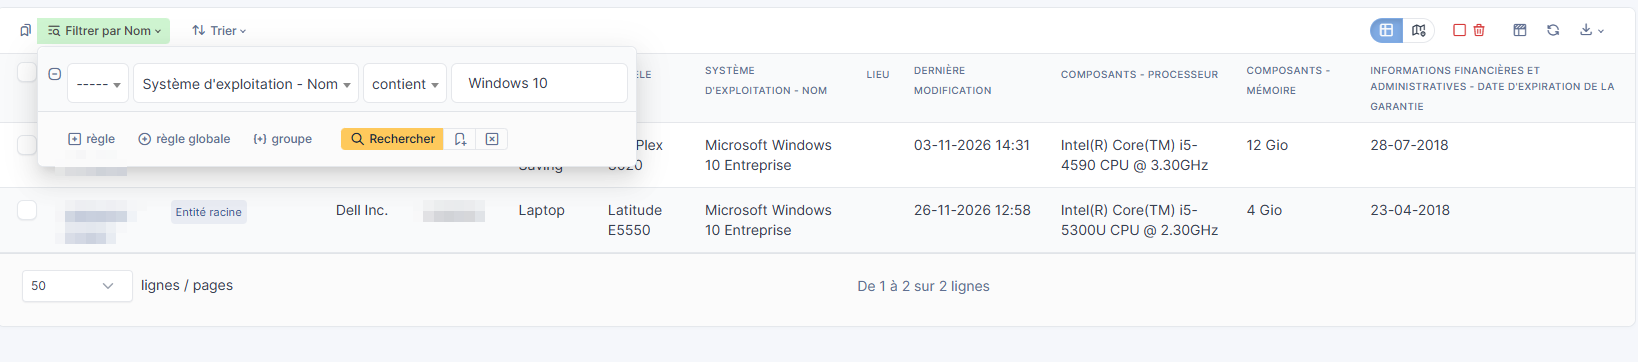 Filtrer par Nom
Trier
-----
Système d'exploitation - Nom
contient
Windows 10
règle
règle globale
groupe
Rechercher
SYSTÈME
D'EXPLOITATION - NOM
LIEU
DERNIÈRE
MODIFICATION
COMPOSANTS - PROCESSEUR
COMPOSANTS -
MÉMOIRE
INFORMATIONS FINANCIÈRES ET
ADMINISTRATIVES - DATE D'EXPIRATION DE LA
GARANTIE
Microsoft Windows
10 Entreprise
03-11-2026 14:31
Intel(R) Core(TM) i5-
4590 CPU @ 3.30GHz
12 Gio
28-07-2018
Entité racine
Dell Inc.
Laptop
Latitude
E5550
Microsoft Windows
10 Entreprise
26-11-2026 12:58
Intel(R) Core(TM) i5-
5300U CPU @ 2.30GHz
4 Gio
23-04-2018
50
lignes / pages
De 1 à 2 sur 2 lignes